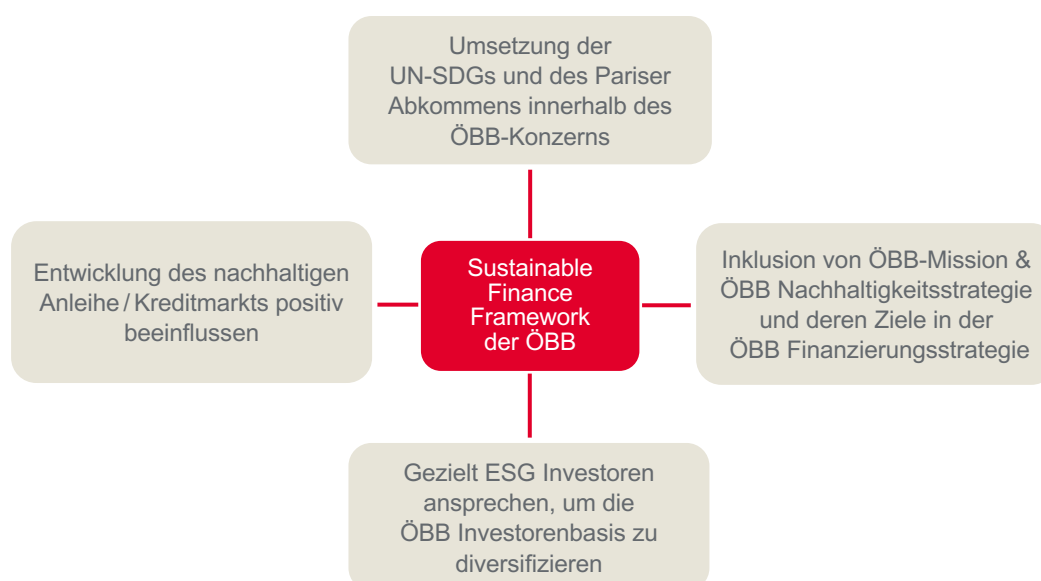 Umsetzung der
UN-SDGs und des Pariser
Abkommens innerhalb des
ÖBB-Konzerns
Entwicklung des nachhaltigen
Anleihe / Kreditmarkts positiv
beeinflussen
Sustainable
Finance
Framework
der ÖBB
Inklusion von ÖBB-Mission &
ÖBB Nachhaltigkeitsstrategie
und deren Ziele in der
ÖBB Finanzierungsstrategie
Gezielt ESG Investoren
ansprechen, um die
ÖBB Investorenbasis zu
diversifizieren